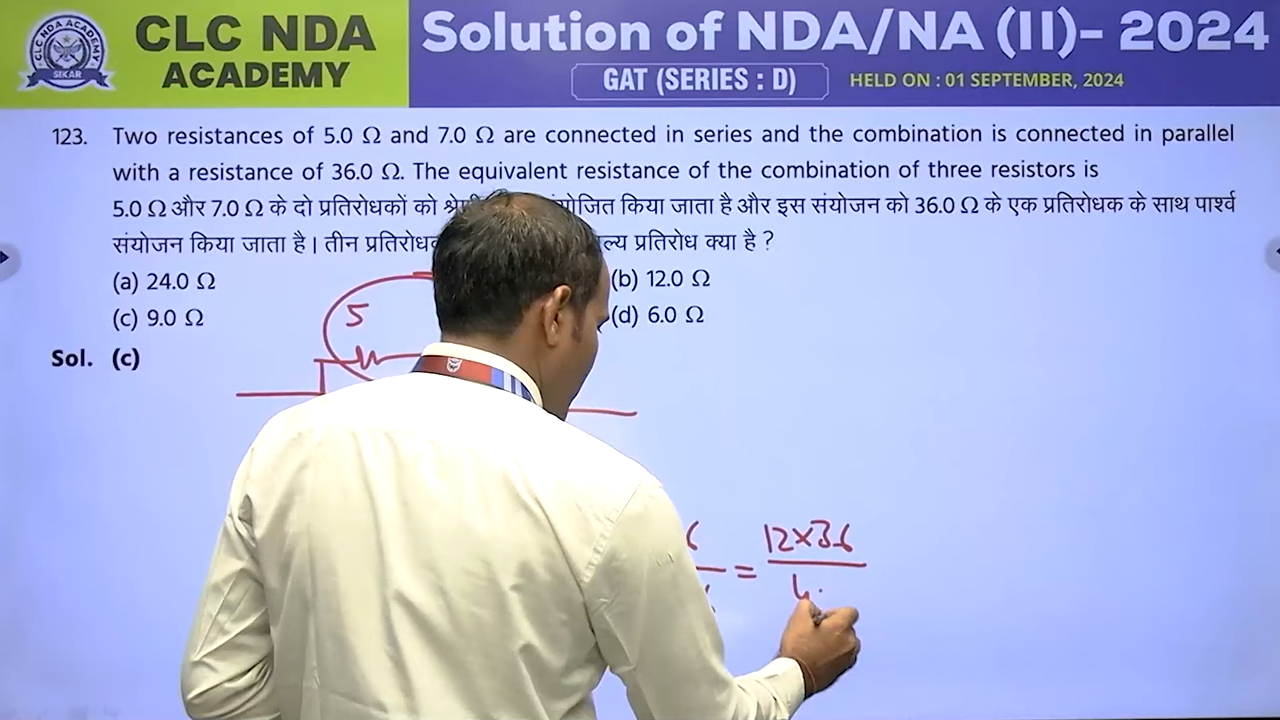 CLC NDA ACADEMY
SIKAR
CLC NDA
ACADEMY
Solution of NDA/NA (II)- 2024
GAT (SERIES : D)
HELD ON : 01 SEPTEMBER, 2024
123. Two resistances of 5.0 Ω and 7.0 Ω are connected in series and the combination is connected in parallel
with a resistance of 36.0 Ω. The equivalent resistance of the combination of three resistors is
5.0 Ω और 7.0 Ω के दो प्रतिरोधकों को किया जाता है और इस संयोजन को 36.0 Ω के एक प्रतिरोधक के साथ पार्श्व
संयोजन किया जाता है। तीन प्रतिरोध क्या है ?
(a) 24.0 Ω (b) 12.0 Ω
(c) 9.0 Ω (d) 6.0 Ω
Sol. (c)
5
= 12×36